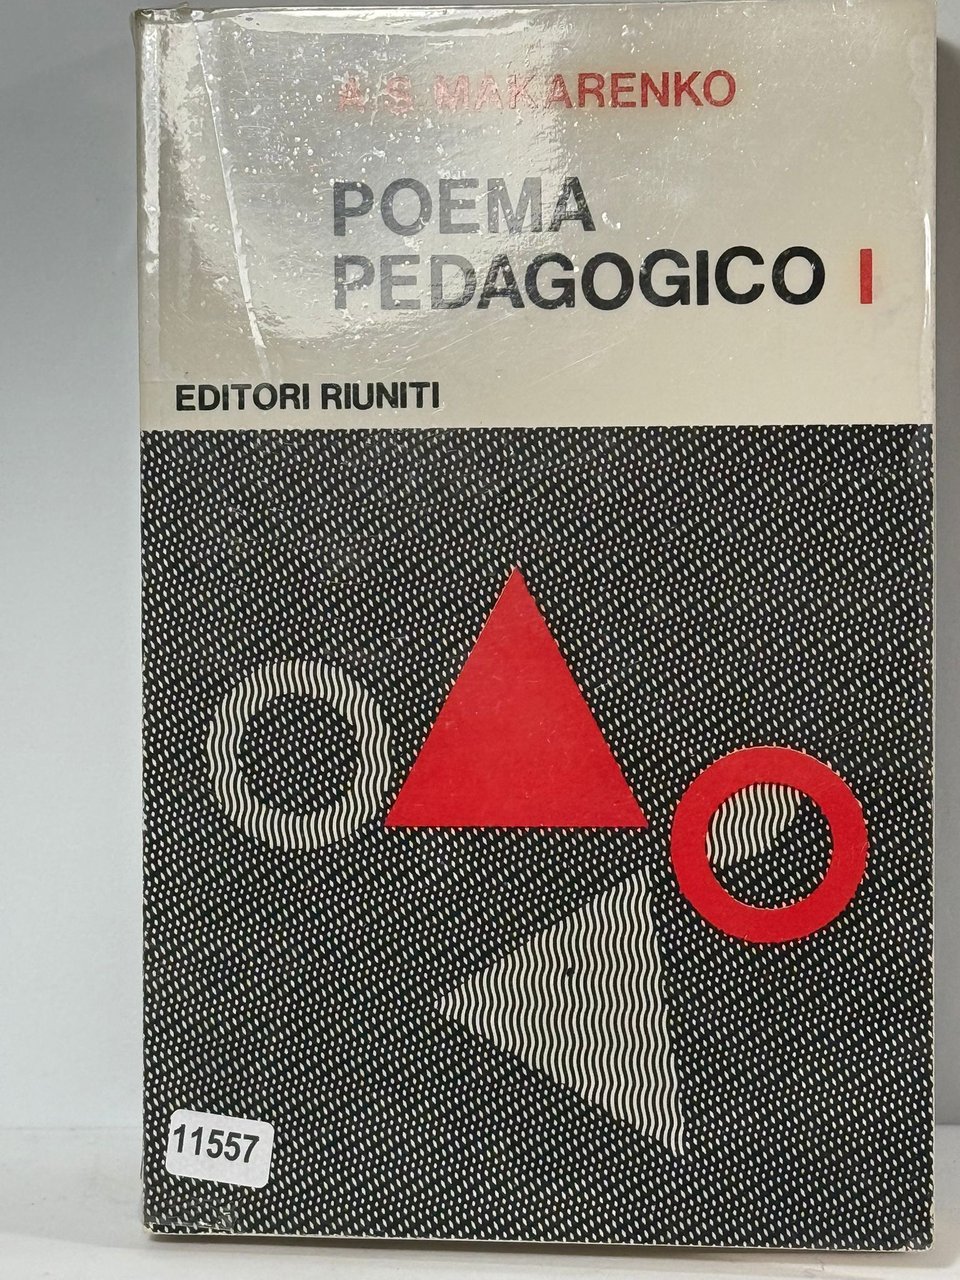 A. S. MAKARENKO
POEMA
PEDAGOGICO I
EDITORI RIUNITI
11557